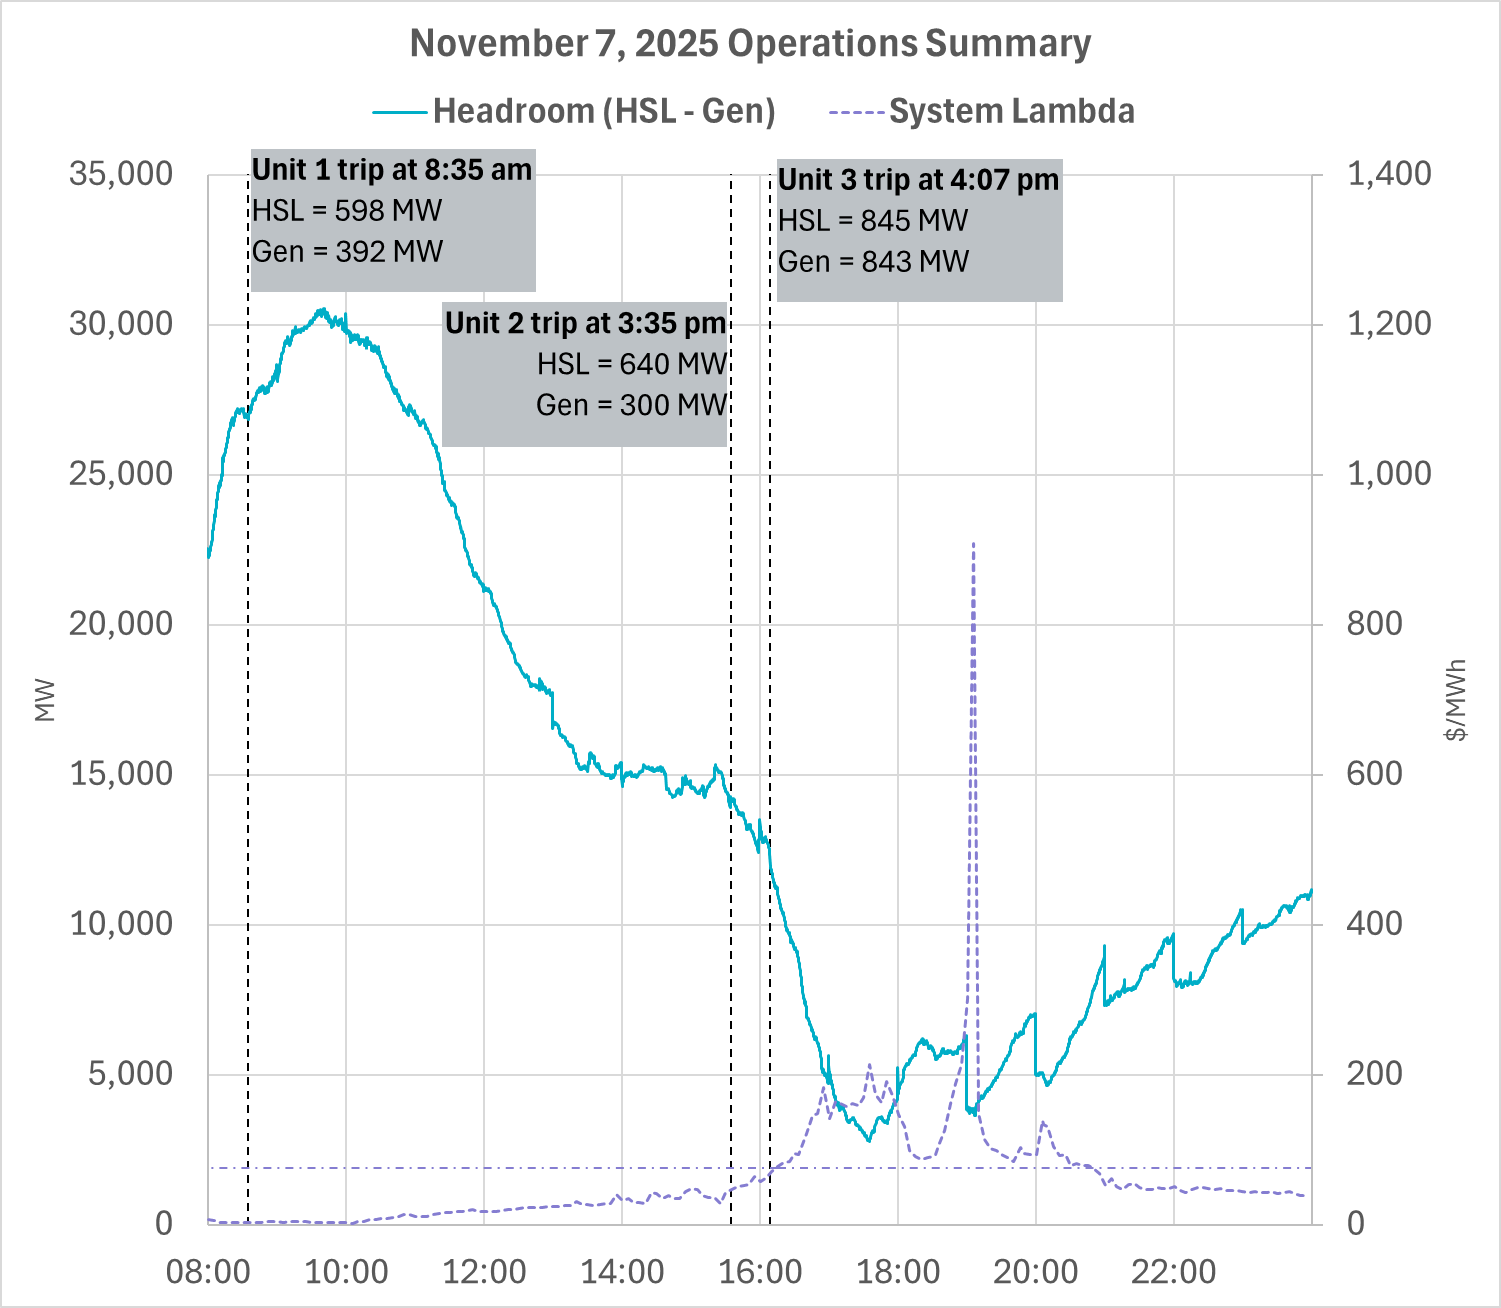 November 7, 2025 Operations Summary
Headroom (HSL - Gen)
System Lambda
Unit 1 trip at 8:35 am
HSL = 598 MW
Gen = 392 MW
Unit 2 trip at 3:35 pm
HSL = 640 MW
Gen = 300 MW
Unit 3 trip at 4:07 pm
HSL = 845 MW
Gen = 843 MW
35,000
30,000
25,000
20,000
15,000
10,000
5,000
0
MW
1,400
1,200
1,000
800
600
400
200
0
$/MWh
08:00
10:00
12:00
14:00
16:00
18:00
20:00
22:00